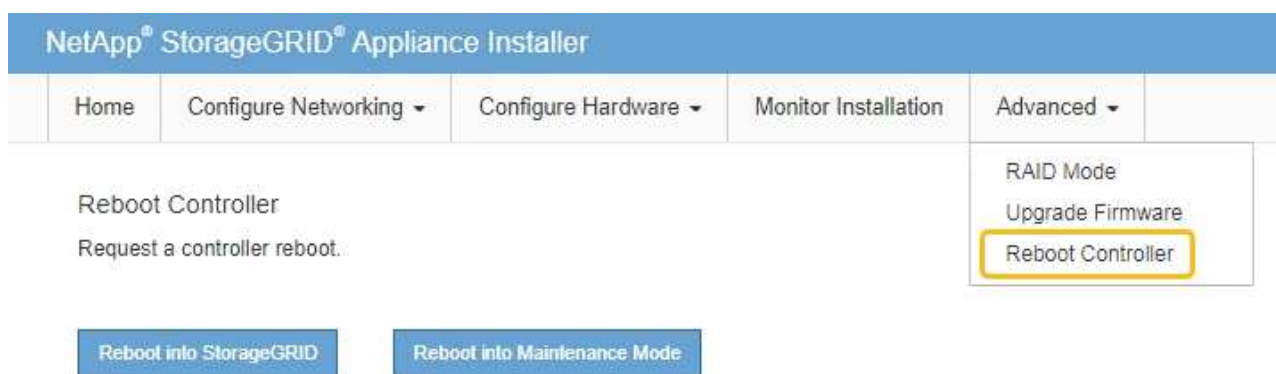 NetApp® StorageGRID® Appliance Installer
Home Configure Networking Configure Hardware Monitor Installation Advanced
RAID Mode
Upgrade Firmware
Reboot Controller
Reboot Controller
Request a controller reboot.
Reboot into StorageGRID Reboot into Maintenance Mode